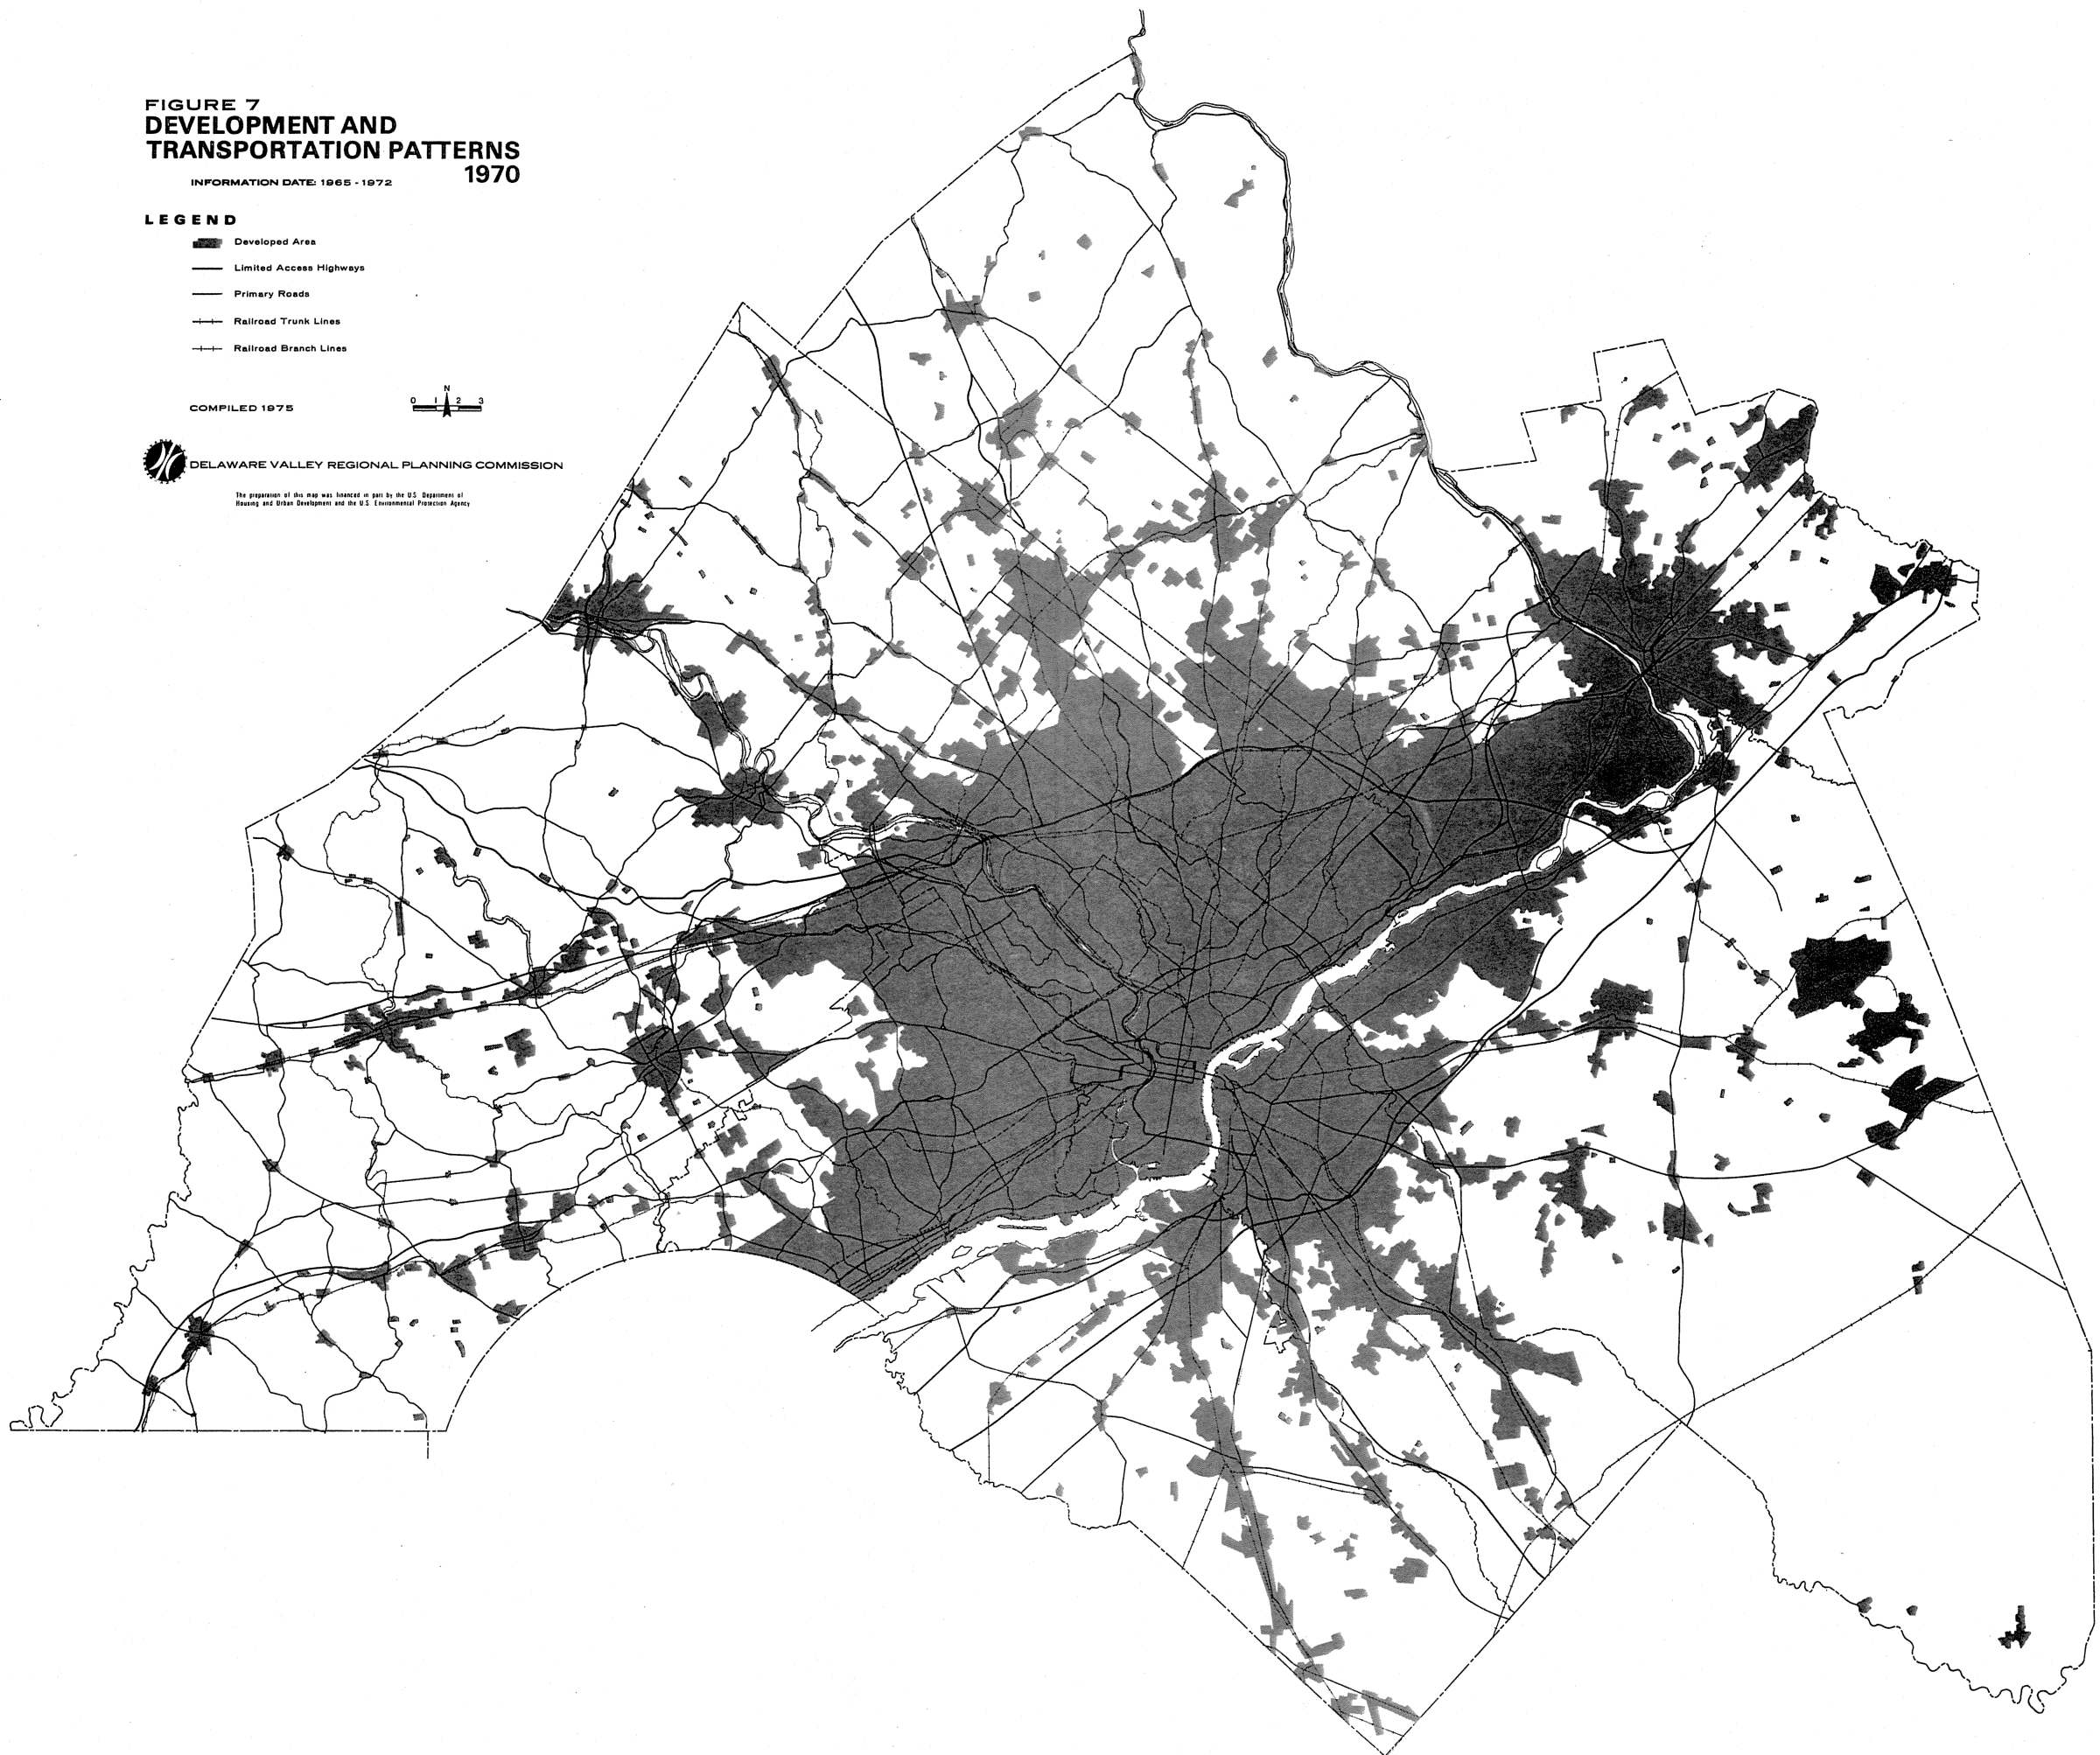 FIGURE 7
DEVELOPMENT AND
TRANSPORTATION PATTERNS
1970
INFORMATION DATE: 1965 - 1972
LEGEND
Developed Area
Limited Access Highways
Primary Roads
Railroad Trunk Lines
Railroad Branch Lines
COMPILED 1975
N
0 1 2 3
DELAWARE VALLEY REGIONAL PLANNING COMMISSION
The preparation of this map was financed in part by the U.S. Department of
Housing and Urban Development and the U.S. Environmental Protection Agency